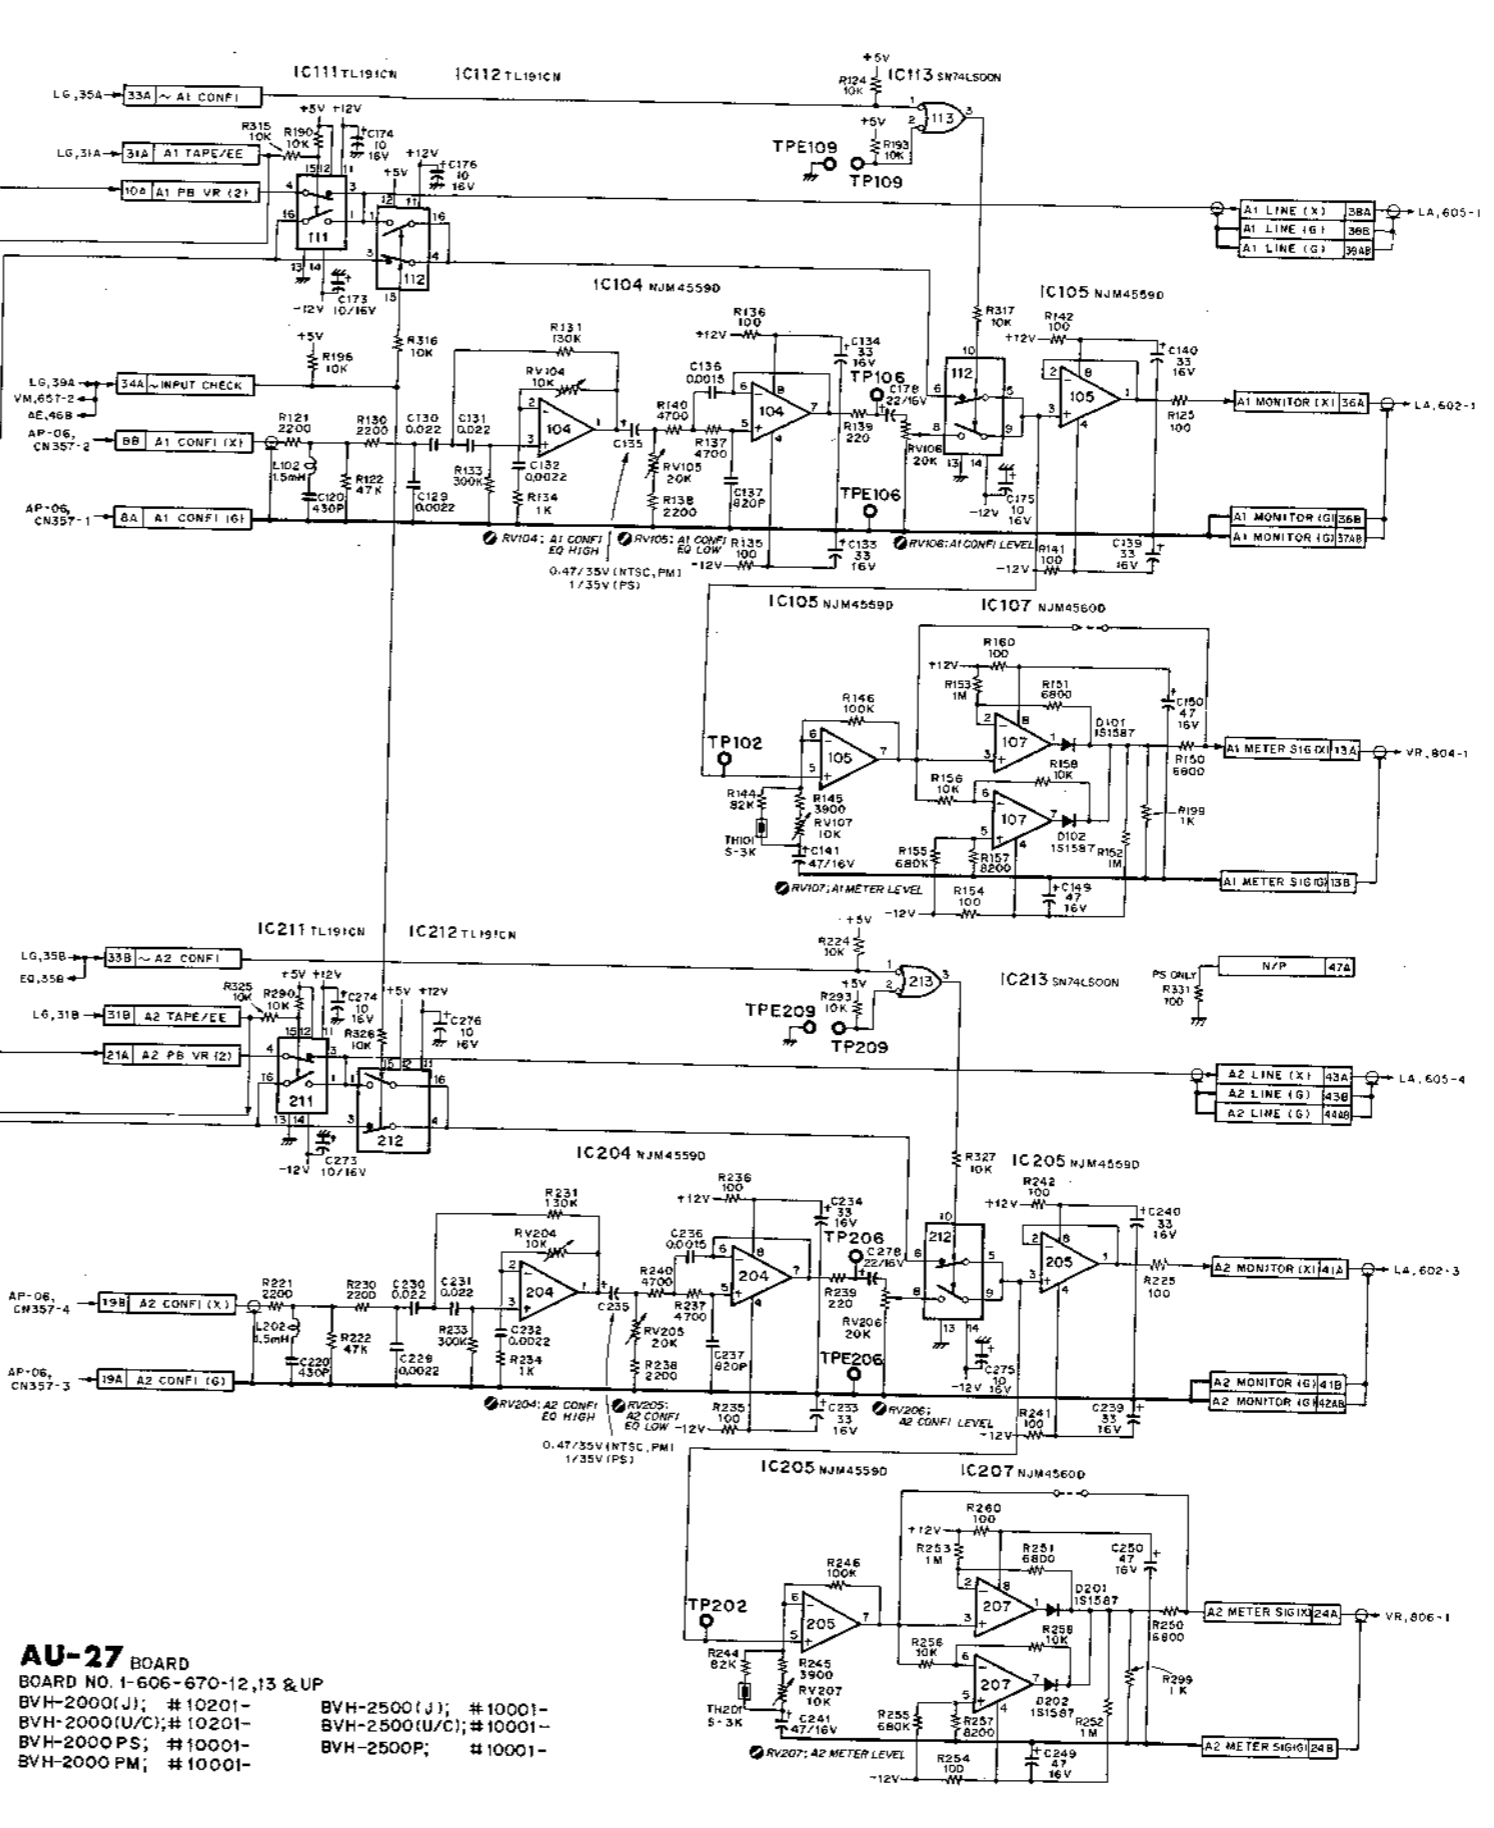 IC111 TL191CN
IC112 TL191CN
+5V
R124
10K
IC113 SN74LS00N
LG,35A
33A ~ A1 CONFI
+5V +12V
R315
10K
R190
10K
C174
10
16V
+12V
C176
10
16V
+5V
R193
10K
113
TPE109
TP109
LG,31A
31A A1 TAPE/EE
10A A1 PB VR (2)
111
112
-12V
C173
10/16V
A1 LINE (X) 38A
A1 LINE (G) 38B
A1 LINE (G) 39AB
LA,605-1
IC104 NJM4559D
IC105 NJM4559D
R317
10K
R136
100
R142
100
+12V
C134
33
16V
C140
33
16V
+5V
R196
10K
R316
10K
R131
130K
RV104
10K
C136
0.0015
TP106
C178
22/16V
LG,39A
VM,657-2
AE,46B
34A ~INPUT CHECK
AP-06,
CN357-2
8B A1 CONFI (X)
R121
2200
R130
2200
C130
0.022
C131
0.022
104
C135
R140
4700
R137
4700
104
R139
220
RV106
20K
112
105
R125
100
A1 MONITOR (X) 36A
LA,602-1
L102
1.5mH
C120
430P
R122
47K
C129
0.0022
R133
300K
C132
0.0022
R134
1K
RV105
20K
R138
2200
C137
820P
TPE106
C175
10
16V
AP-06,
CN357-1
8A A1 CONFI (G)
A1 MONITOR (G) 36B
A1 MONITOR (G) 37AB
RV104; A1 CONFI
EQ HIGH
RV105; A1 CONFI
EQ LOW
R135
100
-12V
C133
33
16V
RV106; A1 CONFI LEVEL
R141
100
-12V
C139
33
16V
0.47/35V (NTSC, PM)
1/35V (PS)
IC105 NJM4559D
IC107 NJM4560D
R160
100
+12V
R153
1M
R151
6800
C150
47
16V
R146
100K
D101
1S1587
TP102
105
107
R158
10K
R156
10K
107
D102
1S1587
R150
6800
A1 METER SIG(X) 13A
VR,804-1
R144
82K
R145
3900
RV107
10K
TH101
S-3K
C141
47/16V
R155
680K
R157
8200
R152
1M
R199
1K
RV107; A1 METER LEVEL
R154
100
-12V
C149
47
16V
A1 METER SIG(G) 13B
IC211 TL191CN
IC212 TL191CN
+5V
R224
10K
LG,35B
EQ,35B
33B ~ A2 CONFI
+5V +12V
R325
10K
R290
10K
C274
10
16V
+5V +12V
R326
10K
C276
10
16V
+5V
R293
10K
213
IC213 SN74LS00N
TPE209
TP209
PS ONLY
R331
100
N/P 47A
LG,31B
31B A2 TAPE/EE
21A A2 PB VR (2)
211
212
-12V
C273
10/16V
A2 LINE (X) 43A
A2 LINE (G) 43B
A2 LINE (G) 44AB
LA,605-4
IC204 NJM4559D
R327
10K
IC205 NJM4559D
R236
100
+12V
C234
33
16V
R242
100
+12V
C240
33
16V
R231
130K
RV204
10K
C236
0.0015
TP206
C278
22/16V
212
205
R225
100
A2 MONITOR (X) 41A
LA,602-3
AP-06,
CN357-4
19B A2 CONFI (X)
R221
2200
R230
2200
C230
0.022
C231
0.022
204
C235
R240
4700
R237
4700
204
R239
220
RV206
20K
L202
1.5mH
C220
430P
R222
47K
C229
0.0022
R233
300K
C232
0.0022
R234
1K
RV205
20K
R238
2200
C237
820P
TPE206
C275
10
16V
-12V
AP-06,
CN357-3
19A A2 CONFI (G)
A2 MONITOR (G) 41B
A2 MONITOR (G) 42AB
RV204; A2 CONFI
EQ HIGH
RV205;
A2 CONFI
EQ LOW
R235
100
-12V
C233
33
16V
RV206;
A2 CONFI LEVEL
R241
100
-12V
C239
33
16V
0.47/35V (NTSC, PM)
1/35V (PS)
IC205 NJM4559D
IC207 NJM4560D
R260
100
+12V
R253
1M
R251
6800
C250
47
16V
R246
100K
D201
1S1587
TP202
205
207
R258
10K
R256
10K
207
D202
1S1587
R250
6800
A2 METER SIG(X) 24A
VR,806-1
R244
82K
R245
3900
RV207
10K
TH201
S-3K
C241
47/16V
R255
680K
R257
8200
R252
1M
R299
1K
RV207; A2 METER LEVEL
R254
100
-12V
C249
47
16V
A2 METER SIG(G) 24B
AU-27 BOARD
BOARD NO. 1-606-670-12,13 & UP
BVH-2000(J); #10201-
BVH-2000(U/C); #10201-
BVH-2000 PS; #10001-
BVH-2000 PM; #10001-
BVH-2500(J); #10001-
BVH-2500(U/C); #10001-
BVH-2500P; #10001-